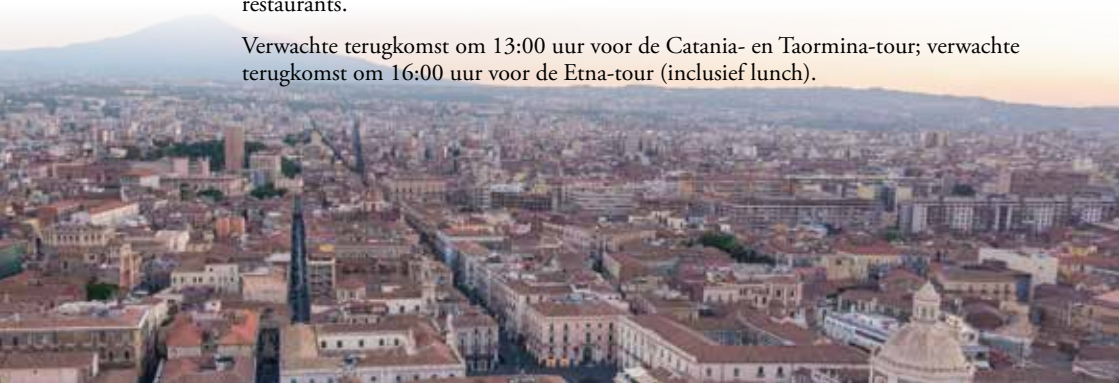 restaurants.
Verwachte terugkomst om 13:00 uur voor de Catania- en Taormina-tour; verwachte
terugkomst om 16:00 uur voor de Etna-tour (inclusief lunch).